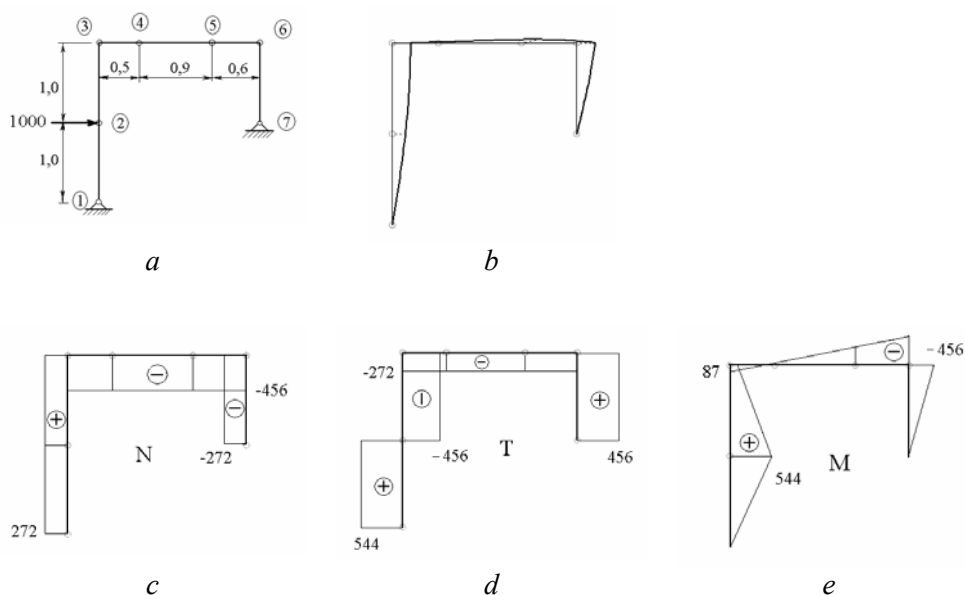 ③ ④ ⑤ ⑥
0,5 0,9 0,6
1,0
1000 ② ⑦
1,0
①
a b
−
+ -456
−
N -272
272
c
-272 −
− +
−456 T 456
+
544
d
87 − −456
+ M
544
e